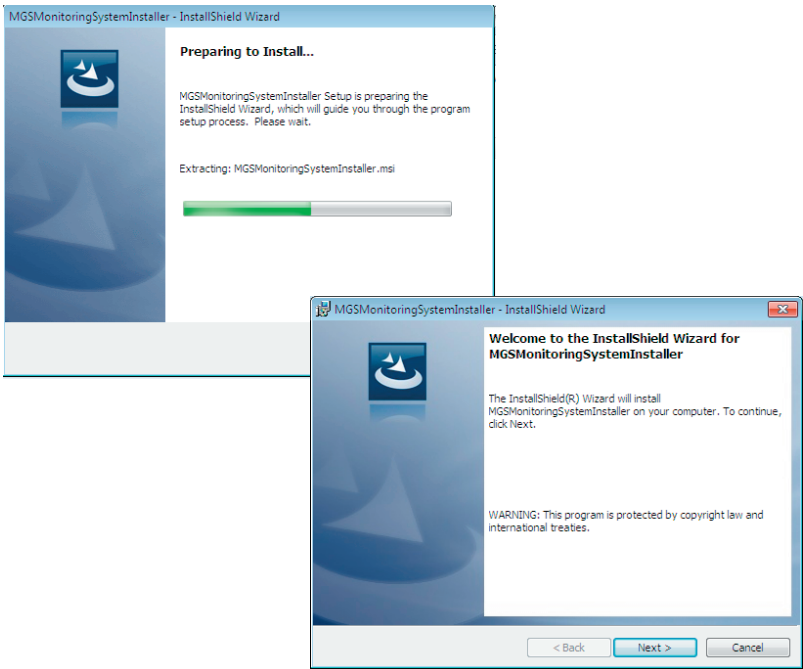 MGSMonitoringSystemInstaller - InstallShield Wizard
Preparing to Install...
MGSMonitoringSystemInstaller Setup is preparing the
InstallShield Wizard, which will guide you through the program
setup process. Please wait.
Extracting: MGSMonitoringSystemInstaller.msi
MGSMonitoringSystemInstaller - InstallShield Wizard
Welcome to the InstallShield Wizard for
MGSMonitoringSystemInstaller
The InstallShield(R) Wizard will install
MGSMonitoringSystemInstaller on your computer. To continue,
click Next.
WARNING: This program is protected by copyright law and
international treaties.
< Back
Next >
Cancel